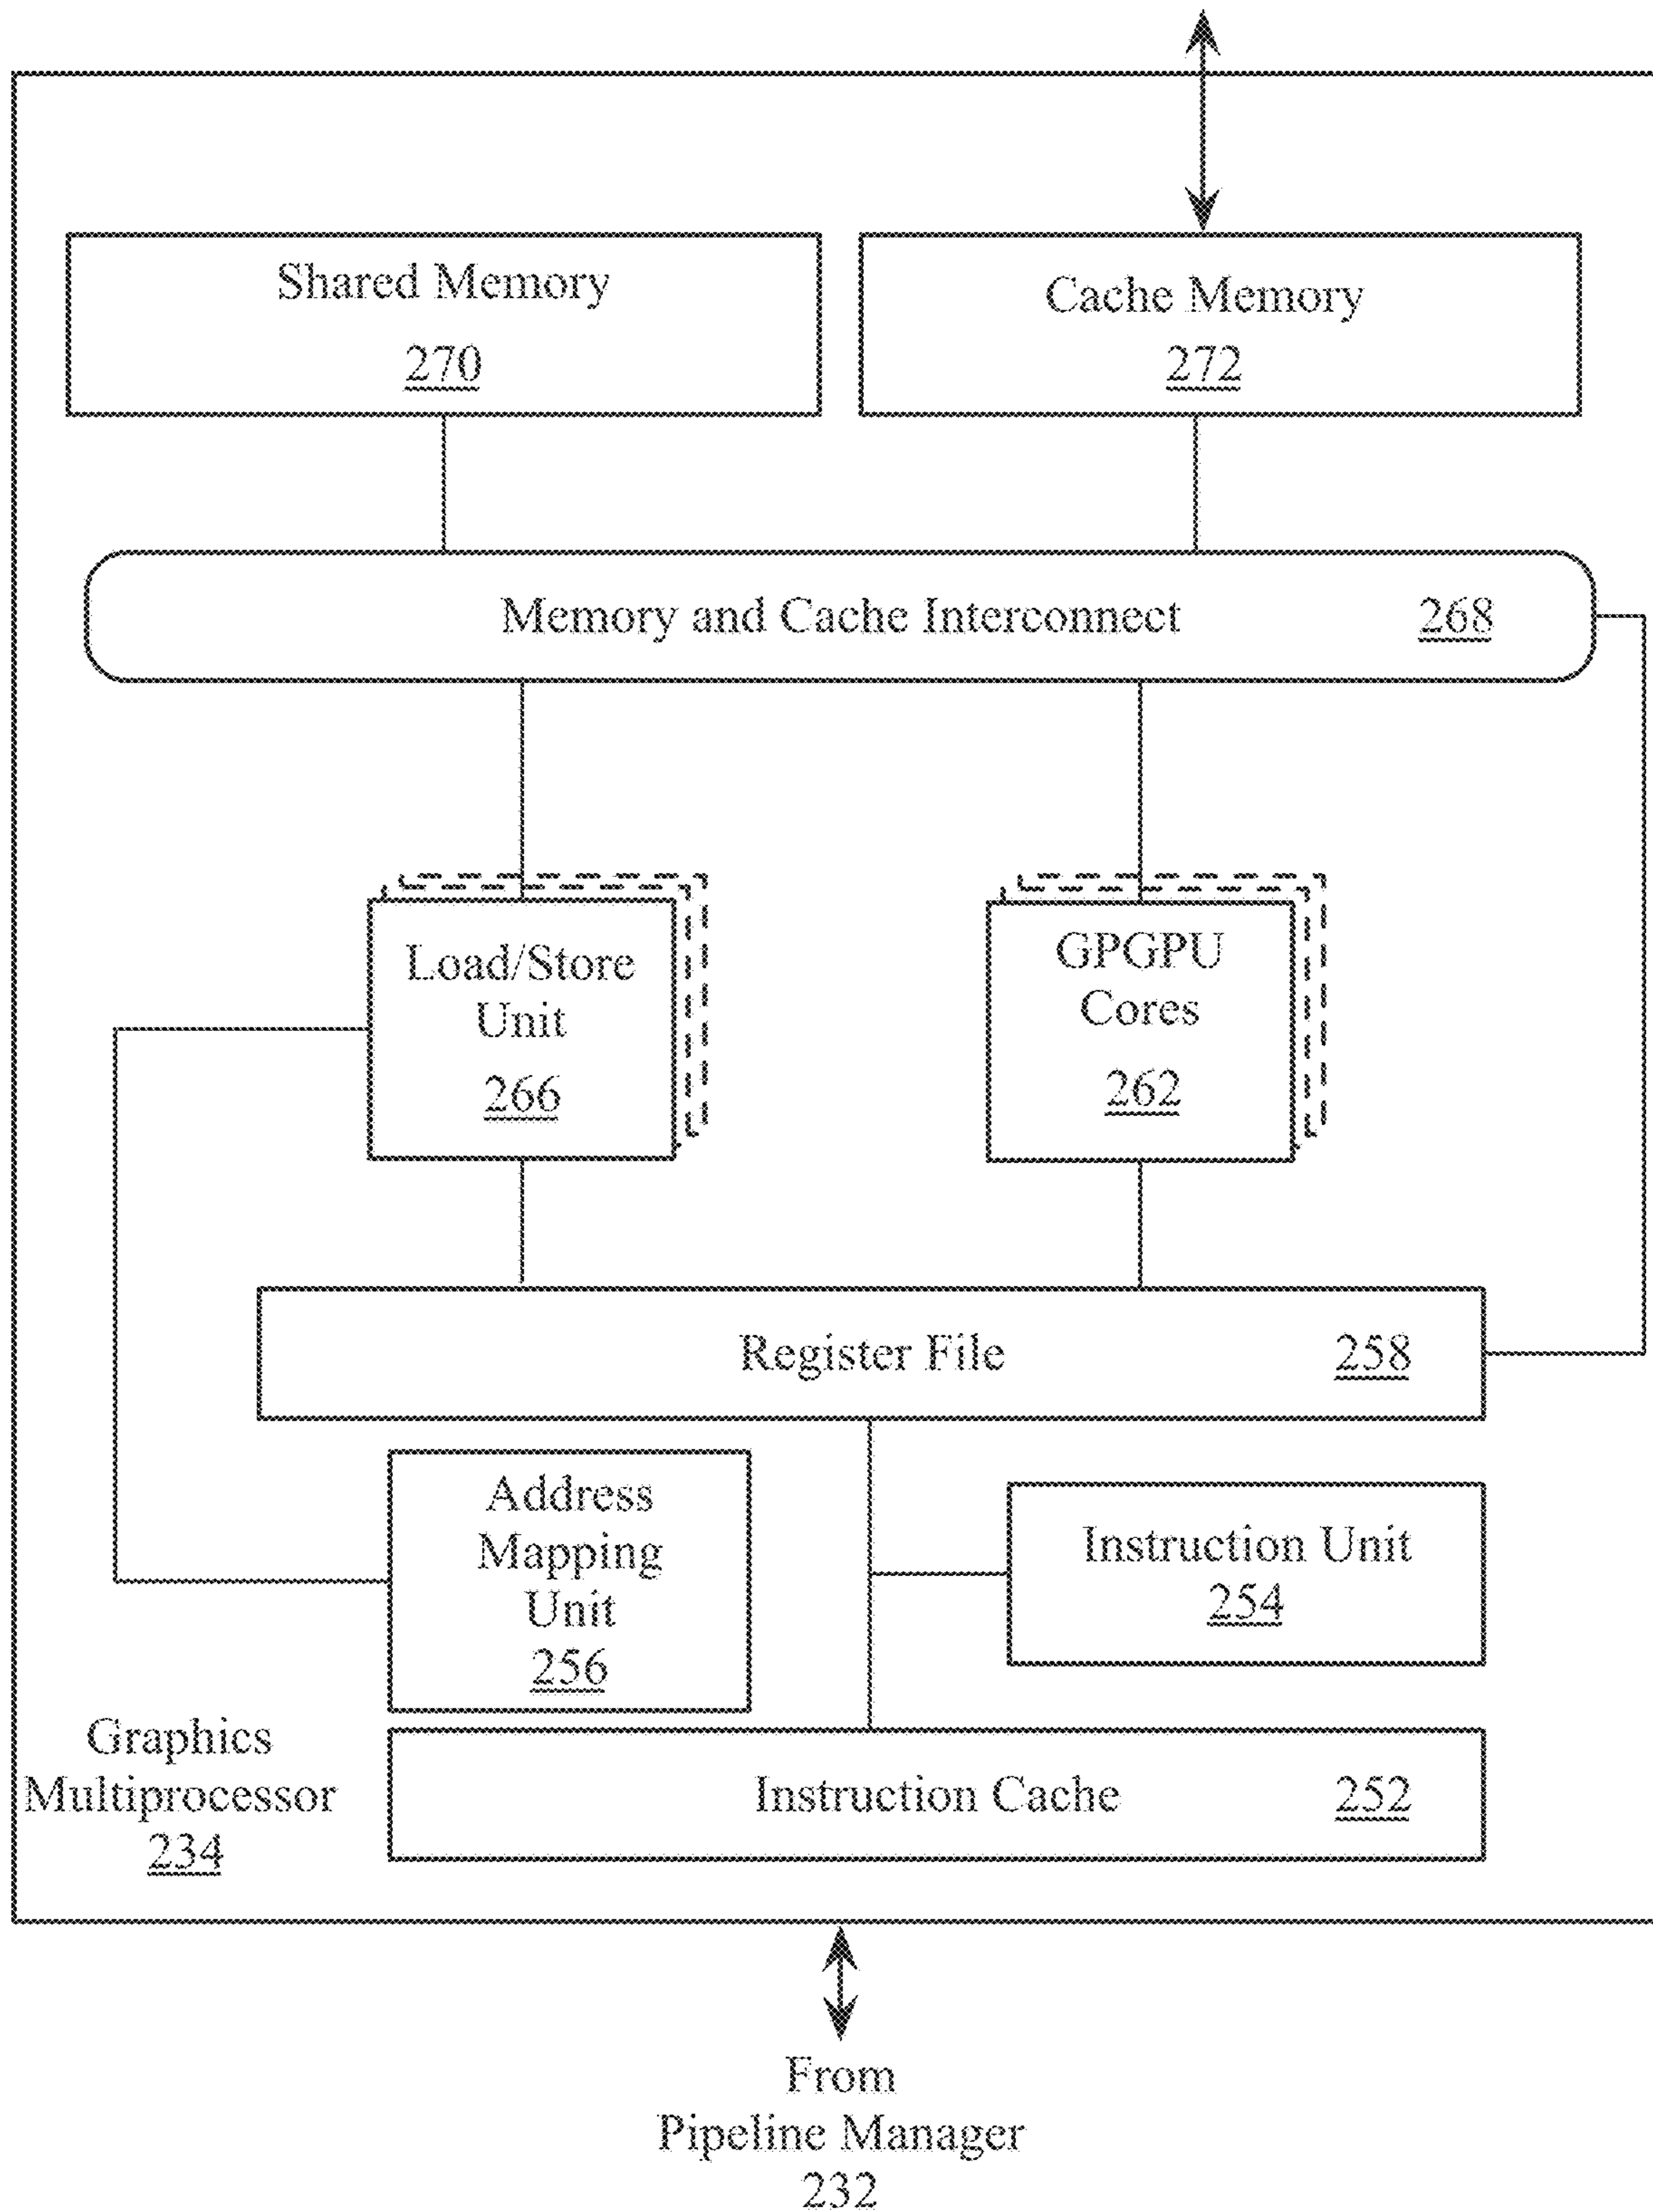 Shared Memory
270
Cache Memory
272
Memory and Cache Interconnect 268
Load/Store
Unit
266
GPGPU
Cores
262
Register File 258
Address
Mapping
Unit
256
Instruction Unit
254
Graphics
Multiprocessor
234
Instruction Cache 252
From
Pipeline Manager
232